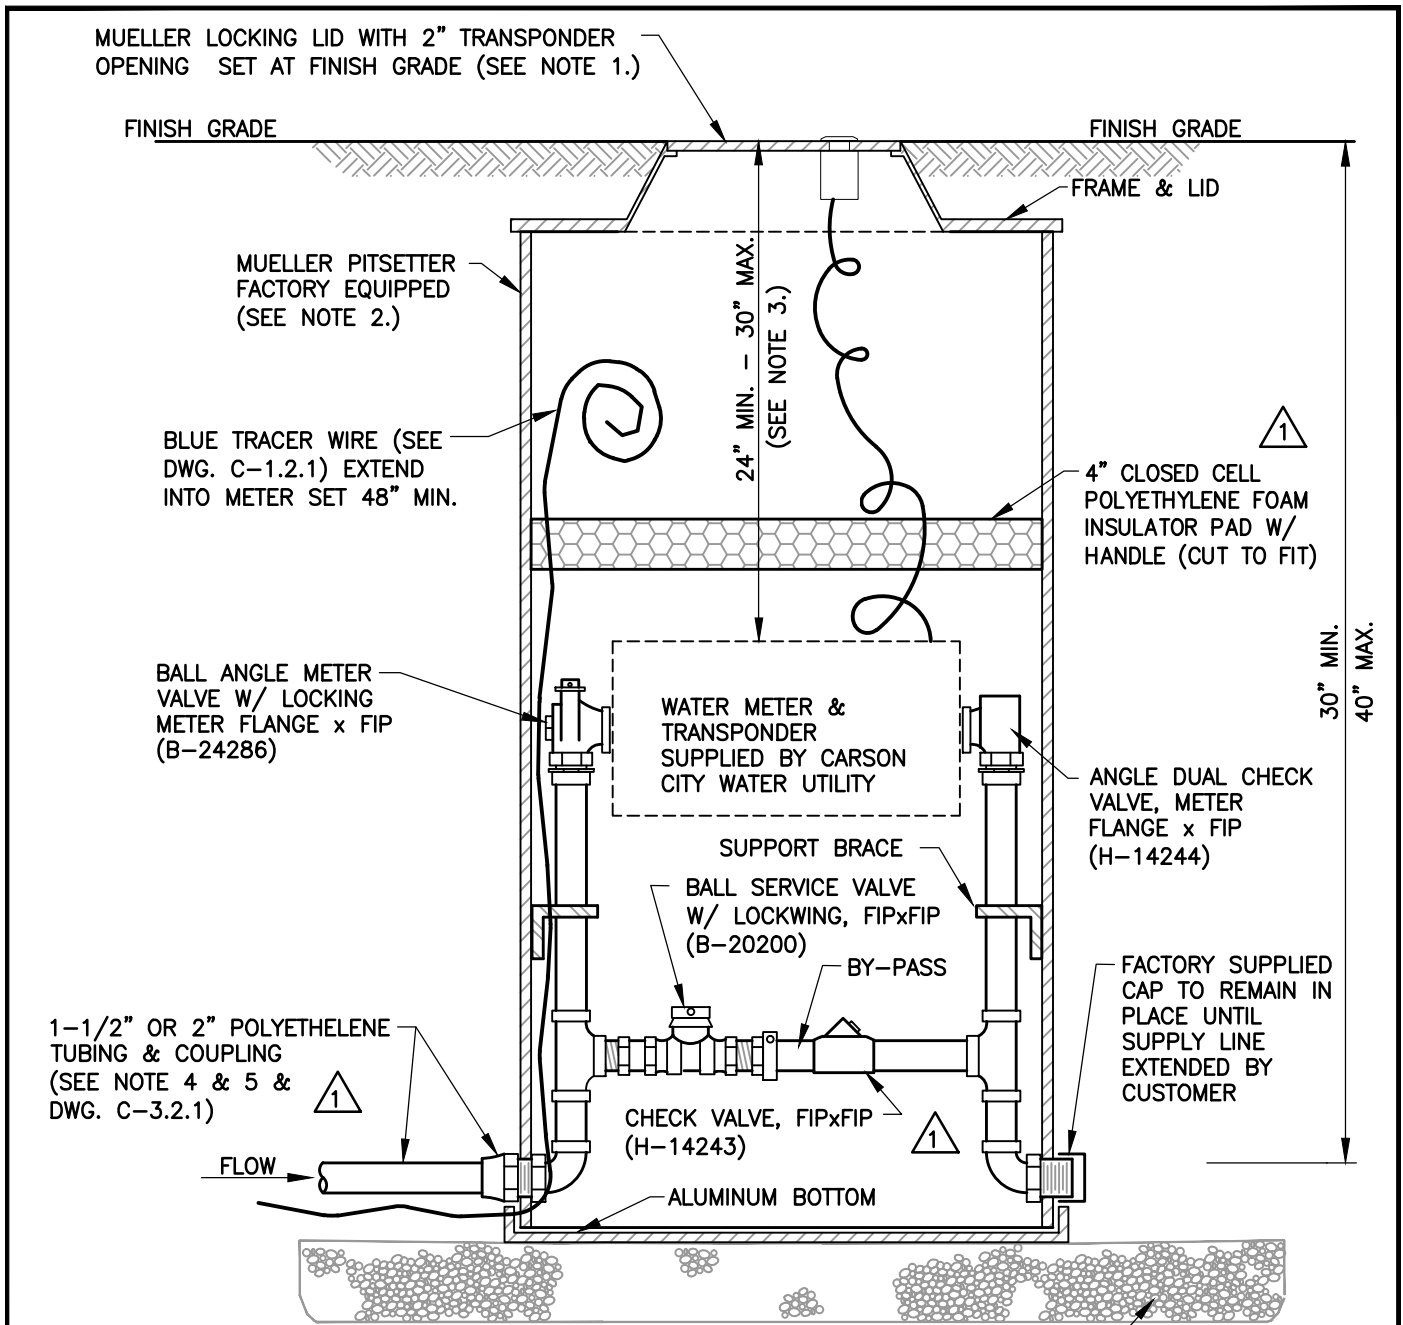 MUELLER LOCKING LID WITH 2” TRANSPONDER
OPENING SET AT FINISH GRADE (SEE NOTE 1.)
FINISH GRADE
FINISH GRADE
FRAME & LID
MUELLER PITSETTER
FACTORY EQUIPPED
(SEE NOTE 2.)
24” MIN. – 30” MAX.
(SEE NOTE 3.)
BLUE TRACER WIRE (SEE
DWG. C–1.2.1) EXTEND
INTO METER SET 48” MIN.
1
4” CLOSED CELL
POLYETHYLENE FOAM
INSULATOR PAD W/
HANDLE (CUT TO FIT)
30” MIN.
40” MAX.
BALL ANGLE METER
VALVE W/ LOCKING
METER FLANGE x FIP
(B–24286)
WATER METER &
TRANSPONDER
SUPPLIED BY CARSON
CITY WATER UTILITY
ANGLE DUAL CHECK
VALVE, METER
FLANGE x FIP
(H–14244)
SUPPORT BRACE
BALL SERVICE VALVE
W/ LOCKWING, FIPxFIP
(B–20200)
BY–PASS
FACTORY SUPPLIED
CAP TO REMAIN IN
PLACE UNTIL
SUPPLY LINE
EXTENDED BY
CUSTOMER
1–1/2” OR 2” POLYETHELENE
TUBING & COUPLING
(SEE NOTE 4 & 5 &
DWG. C–3.2.1)
1
CHECK VALVE, FIPxFIP
(H–14243)
1
FLOW
ALUMINUM BOTTOM